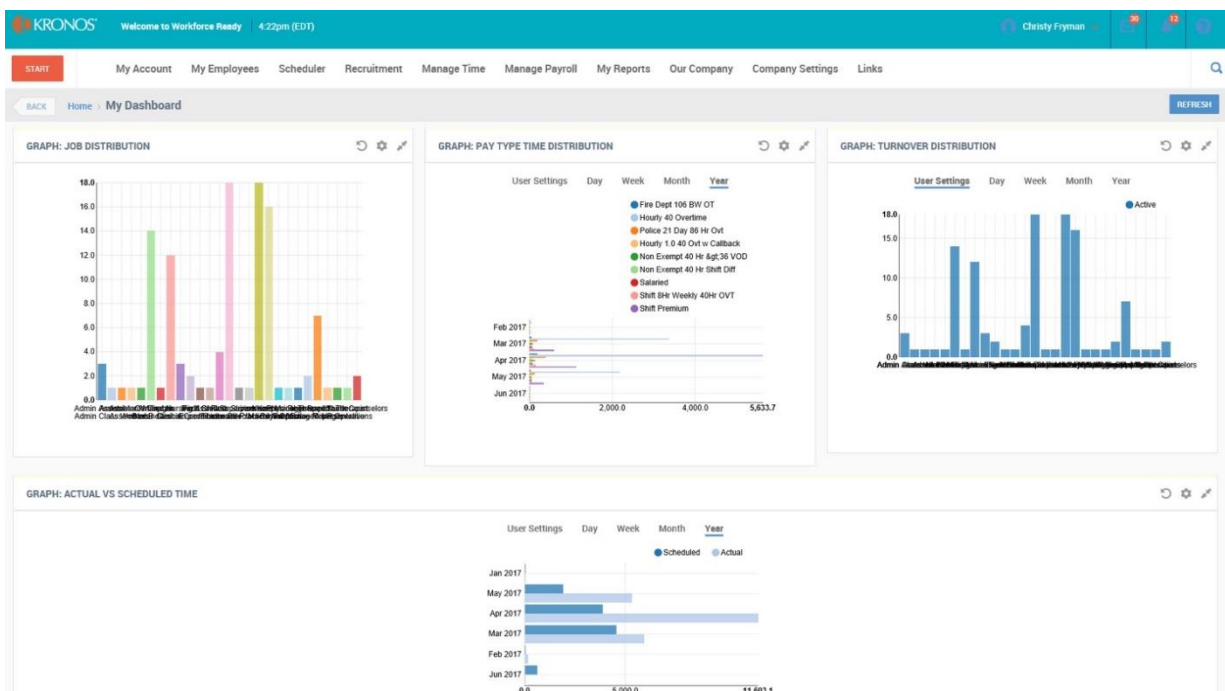 KRONOS Welcome to Workforce Ready 4:22pm (EDT) Christy Fryman 30 12
START My Account My Employees Scheduler Recruitment Manage Time Manage Payroll My Reports Our Company Company Settings Links
BACK Home › My Dashboard REFRESH
GRAPH: JOB DISTRIBUTION
18.0
16.0
14.0
12.0
10.0
8.0
6.0
4.0
2.0
0.0
Admin
Admin
GRAPH: PAY TYPE TIME DISTRIBUTION
User Settings Day Week Month Year
Fire Dept 106 BW OT
Hourly 40 Overtime
Police 21 Day 86 Hr Ovt
Hourly 1.0 40 Ovt w Callback
Non Exempt 40 Hr &gt;36 VOD
Non Exempt 40 Hr Shift Diff
Salaried
Shift 8Hr Weekly 40Hr OVT
Shift Premium
Feb 2017
Mar 2017
Apr 2017
May 2017
Jun 2017
0.0 2,000.0 4,000.0 5,633.7
GRAPH: TURNOVER DISTRIBUTION
User Settings Day Week Month Year
Active
18.0
15.0
10.0
5.0
0.0
Admin
GRAPH: ACTUAL VS SCHEDULED TIME
User Settings Day Week Month Year
Scheduled Actual
Jan 2017
May 2017
Apr 2017
Mar 2017
Feb 2017
Jun 2017
0.0 5,000.0